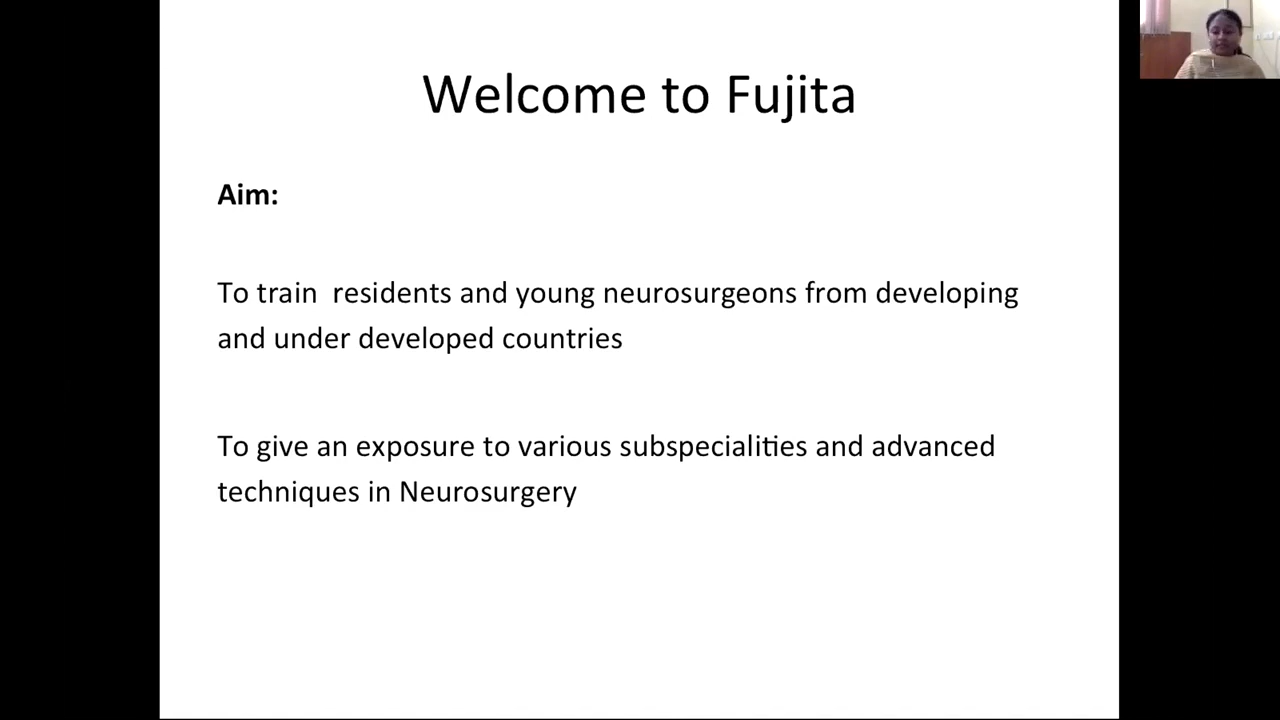 Welcome to Fujita
Aim:
To train  residents and young neurosurgeons from developing
and under developed countries
To give an exposure to various subspecialities and advanced
techniques in Neurosurgery